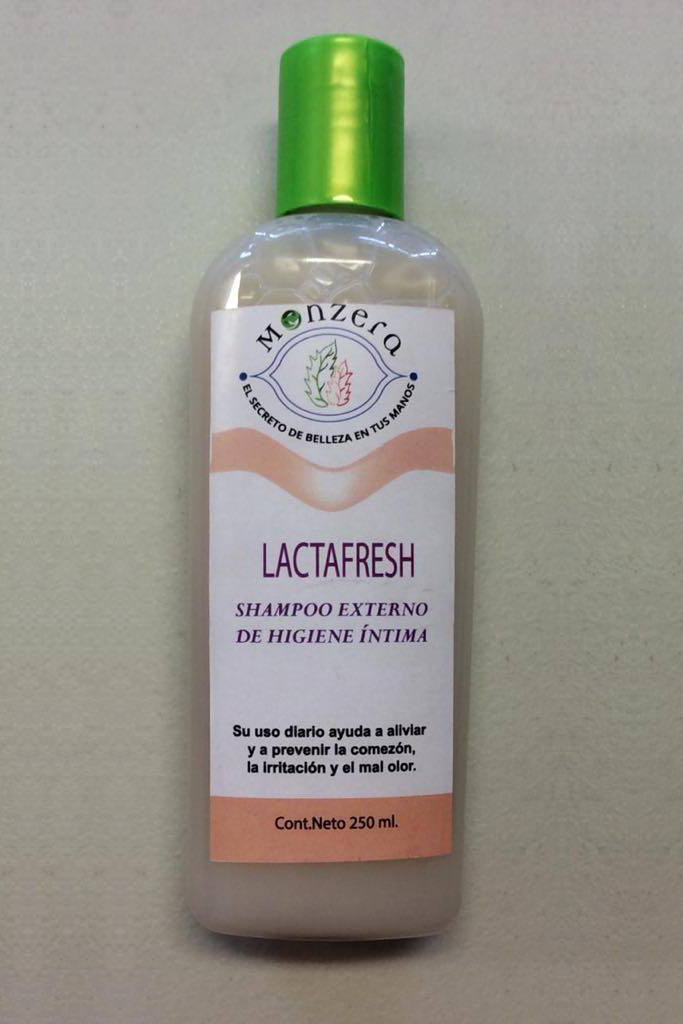 Monzera
EL SECRETO DE BELLEZA EN TUS MANOS
LACTAFRESH
SHAMPOO EXTERNO
DE HIGIENE ÍNTIMA
Su uso diario ayuda a aliviar
y a prevenir la comezón,
la irritación y el mal olor.
Cont.Neto 250 ml.